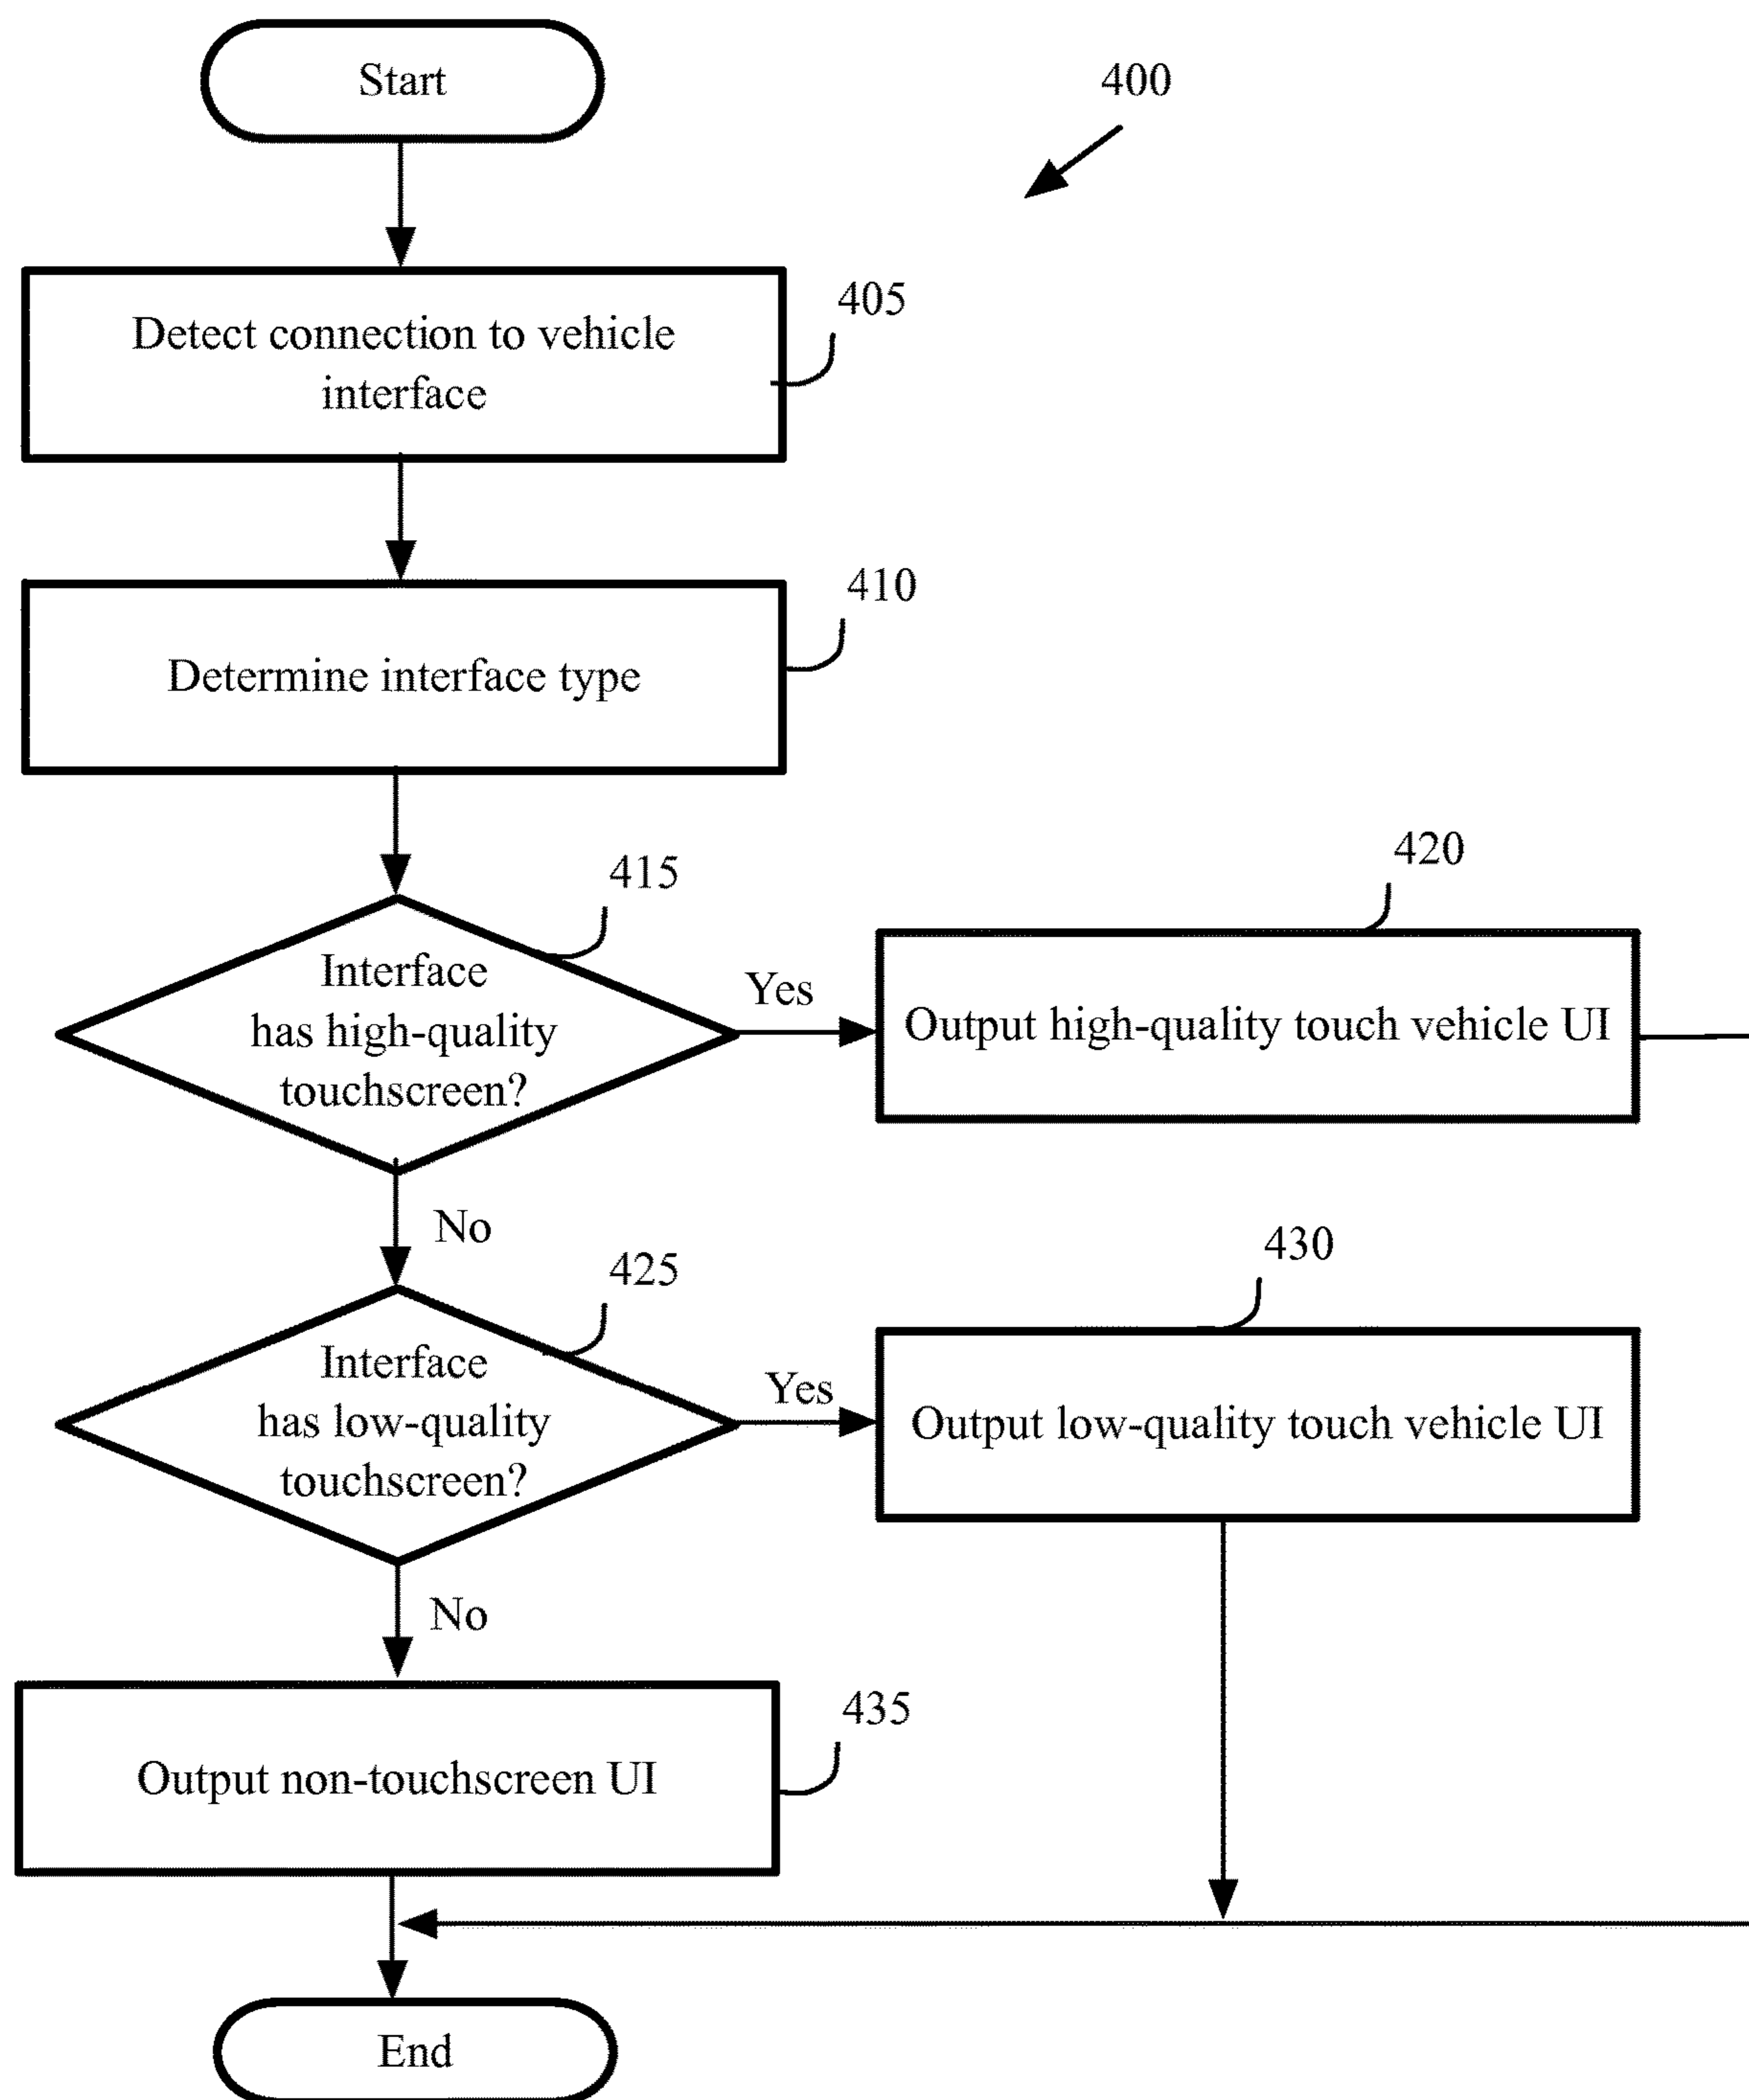 Start
400
Detect connection to vehicle
interface
405
Determine interface type
410
Interface
has high-quality
touchscreen?
415
Yes
Output high-quality touch vehicle UI
420
No
Interface
has low-quality
touchscreen?
425
Yes
Output low-quality touch vehicle UI
430
No
Output non-touchscreen UI
435
End